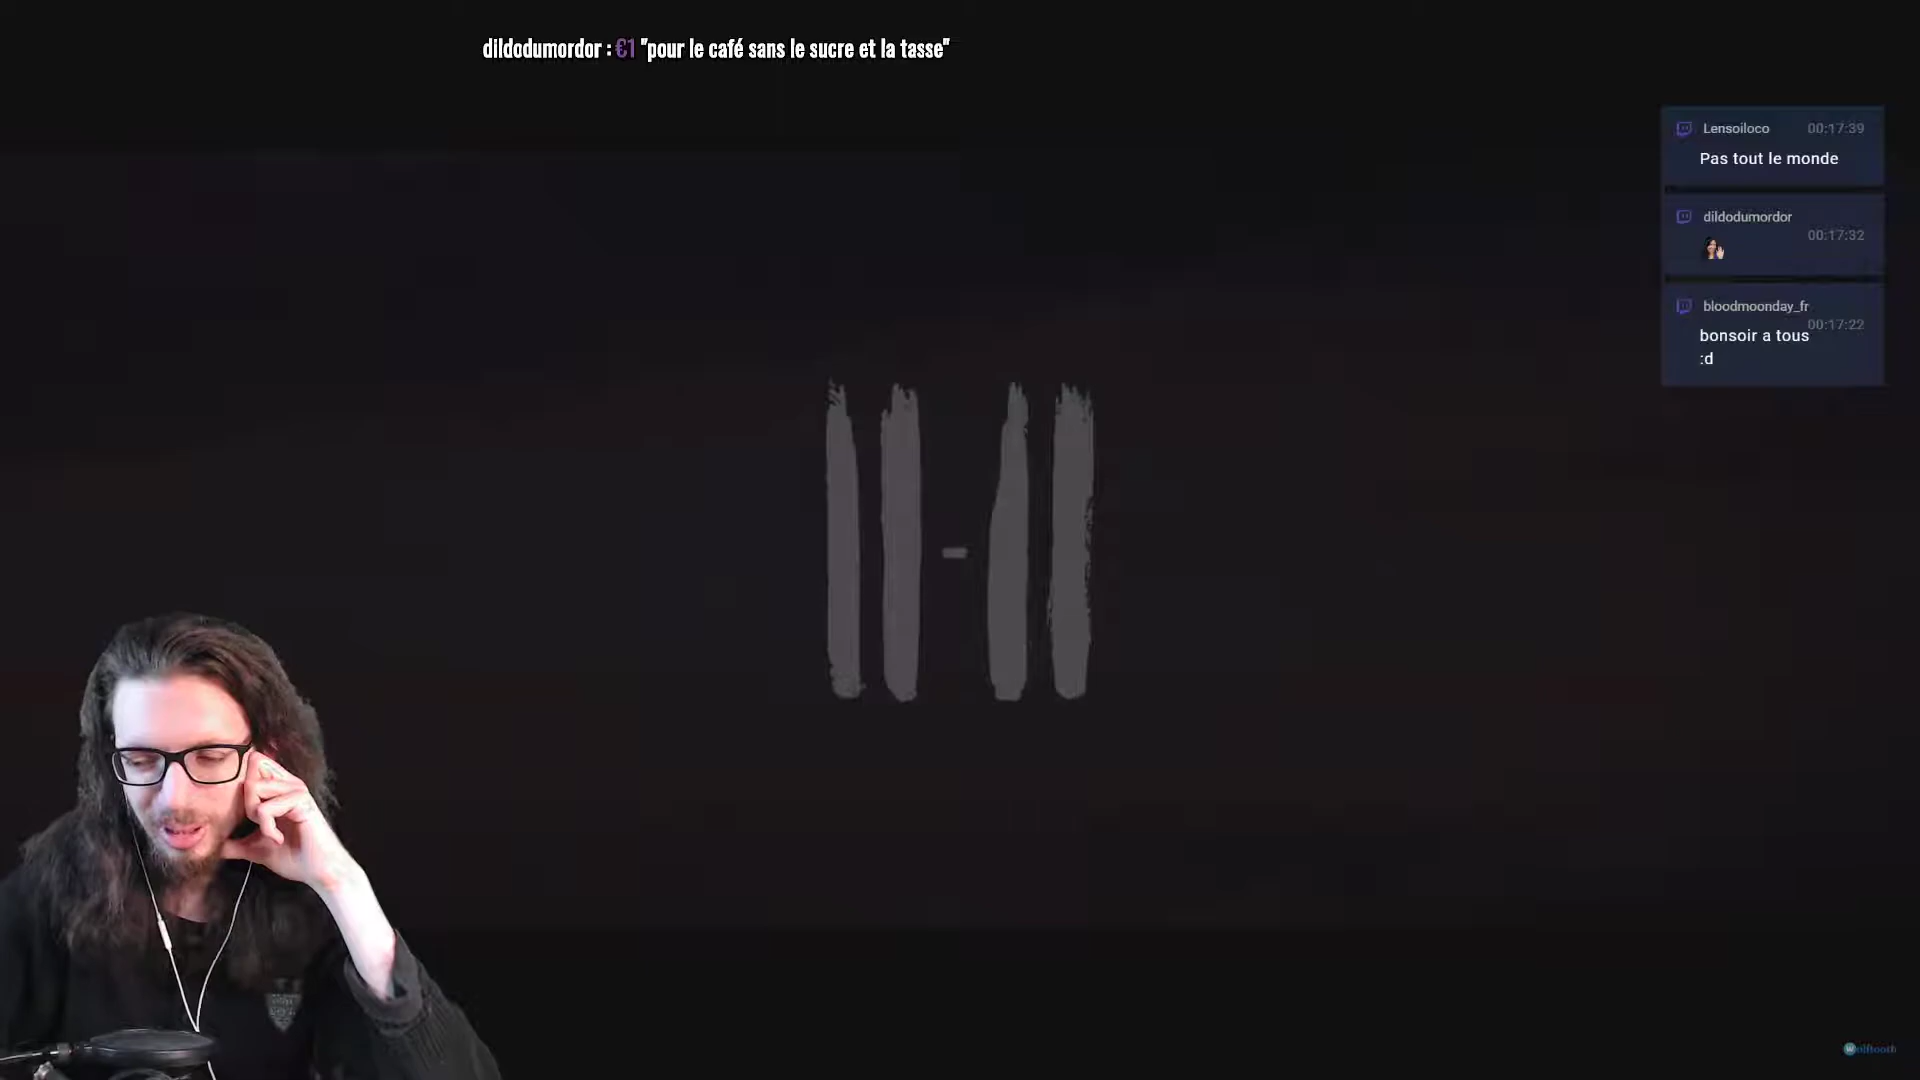 dildodumordor : €1 "pour le café sans le sucre et la tasse"
Lensoiloco 00:17:39
Pas tout le monde
dildodumordor
00:17:32
bloodmoonday_fr
00:17:22
bonsoir a tous
:d